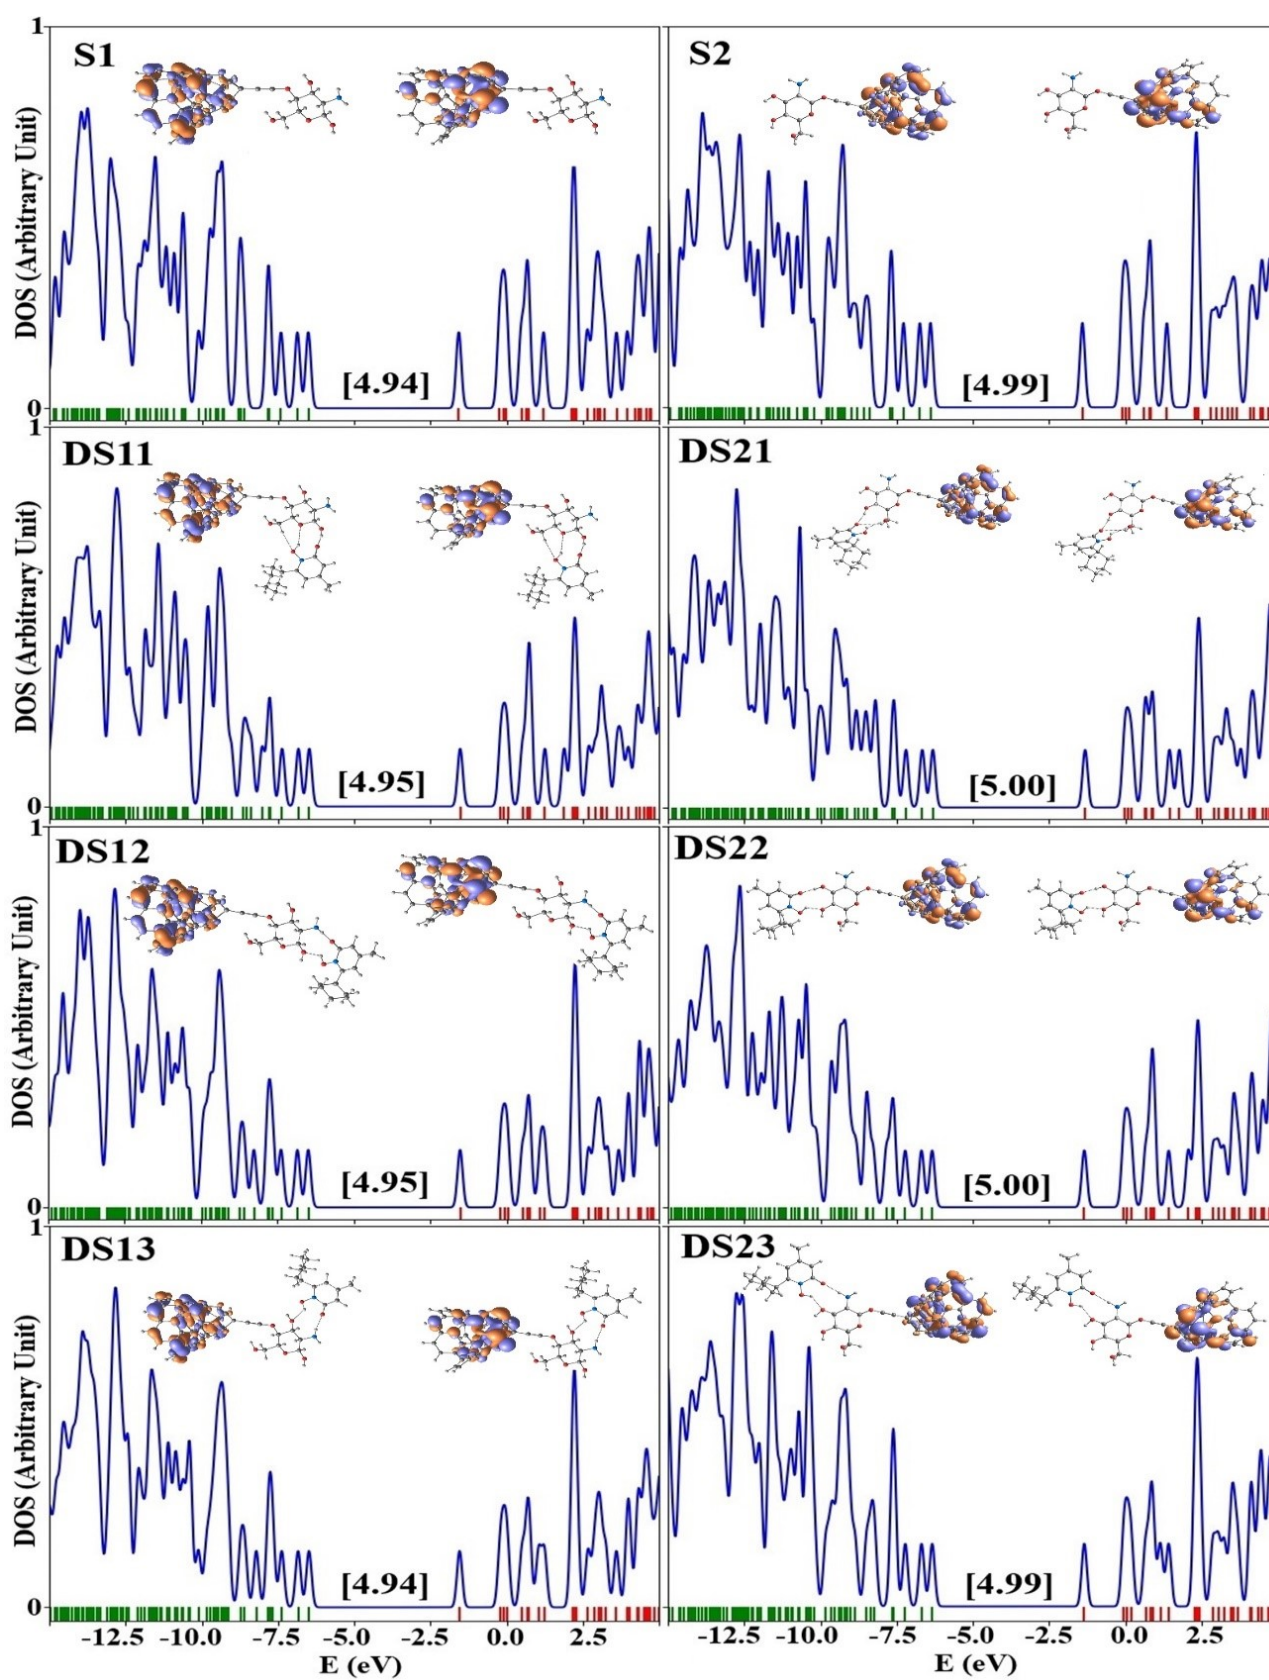 1
S1
S2
DOS (Arbitrary Unit)
[4.94]
[4.99]
0
1
DS11
DS21
DOS (Arbitrary Unit)
[4.95]
[5.00]
0
1
DS12
DS22
DOS (Arbitrary Unit)
[4.95]
[5.00]
0
1
DS13
DS23
DOS (Arbitrary Unit)
[4.94]
[4.99]
0
-12.5 -10.0 -7.5 -5.0 -2.5 0.0 2.5
-12.5 -10.0 -7.5 -5.0 -2.5 0.0 2.5
E (eV)
E (eV)